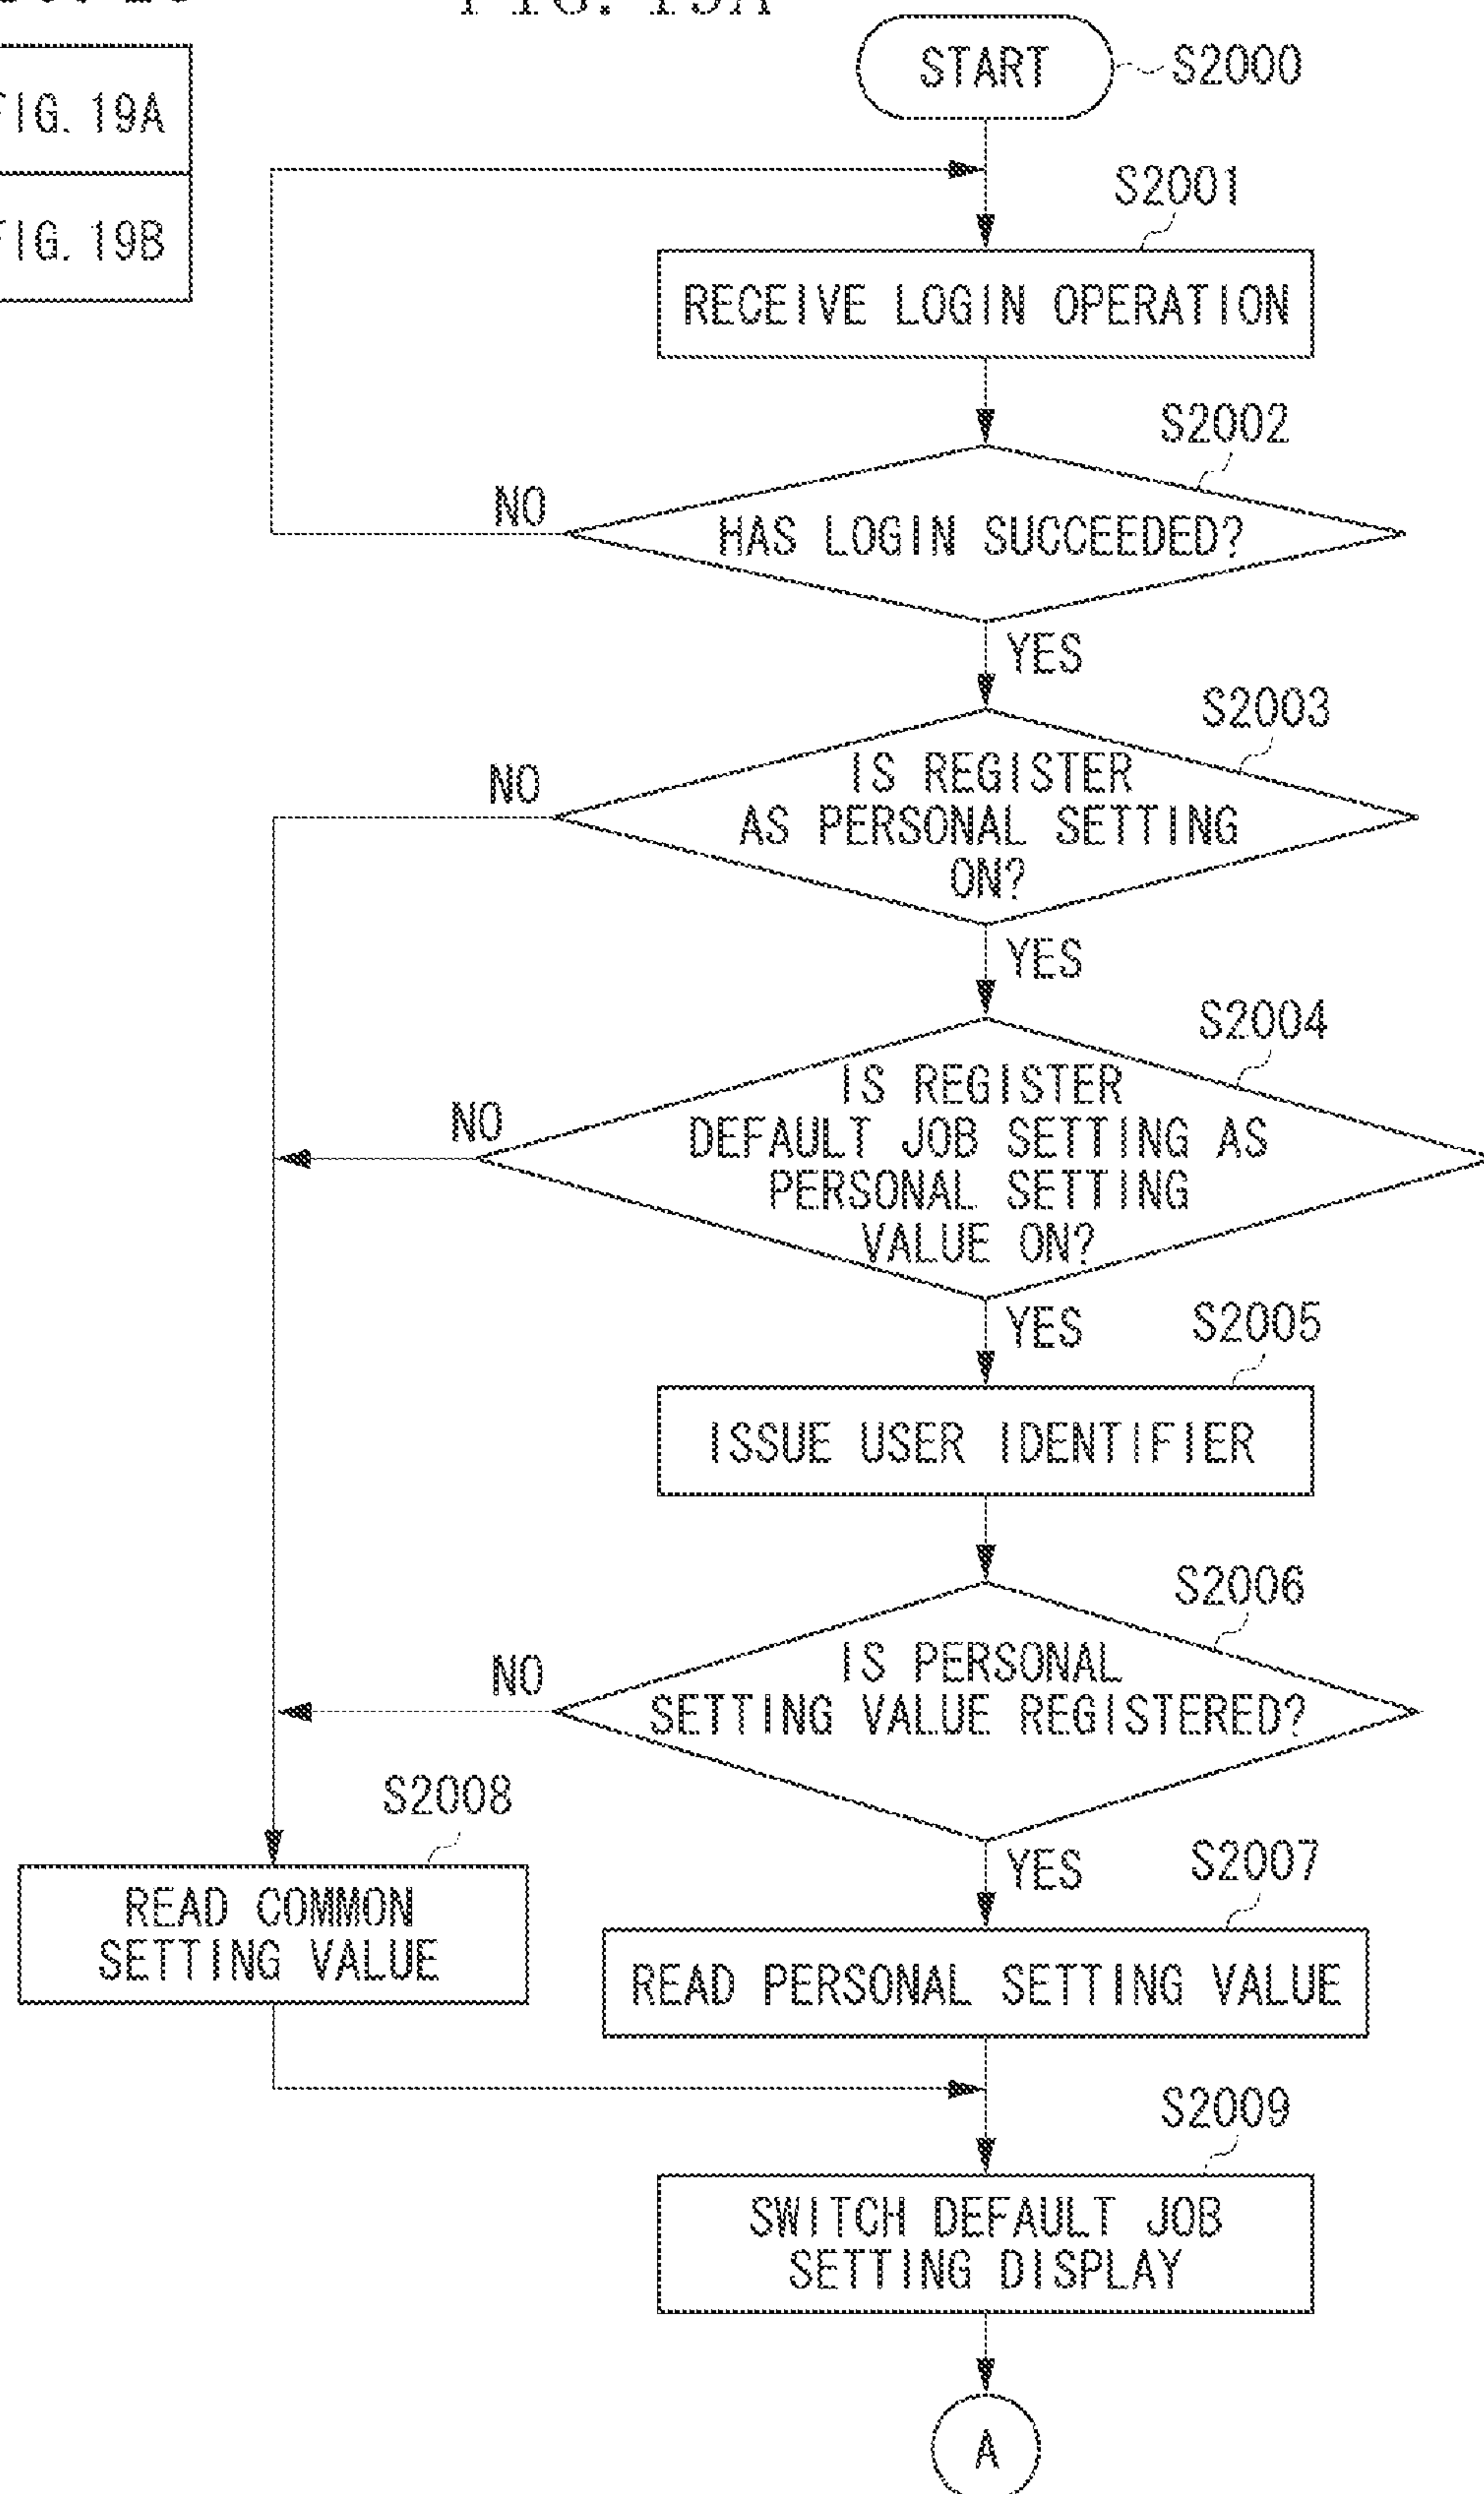 FIG. 19A
FIG. 19A
FIG. 19B
START
S2000
S2001
RECEIVE LOGIN OPERATION
S2002
NO
HAS LOGIN SUCCEEDED?
YES
S2003
NO
IS REGISTER
AS PERSONAL SETTING
ON?
YES
S2004
NO
IS REGISTER
DEFAULT JOB SETTING AS
PERSONAL SETTING
VALUE ON?
YES
S2005
ISSUE USER IDENTIFIER
S2006
NO
IS PERSONAL
SETTING VALUE REGISTERED?
YES
S2008
READ COMMON
SETTING VALUE
S2007
READ PERSONAL SETTING VALUE
S2009
SWITCH DEFAULT JOB
SETTING DISPLAY
A